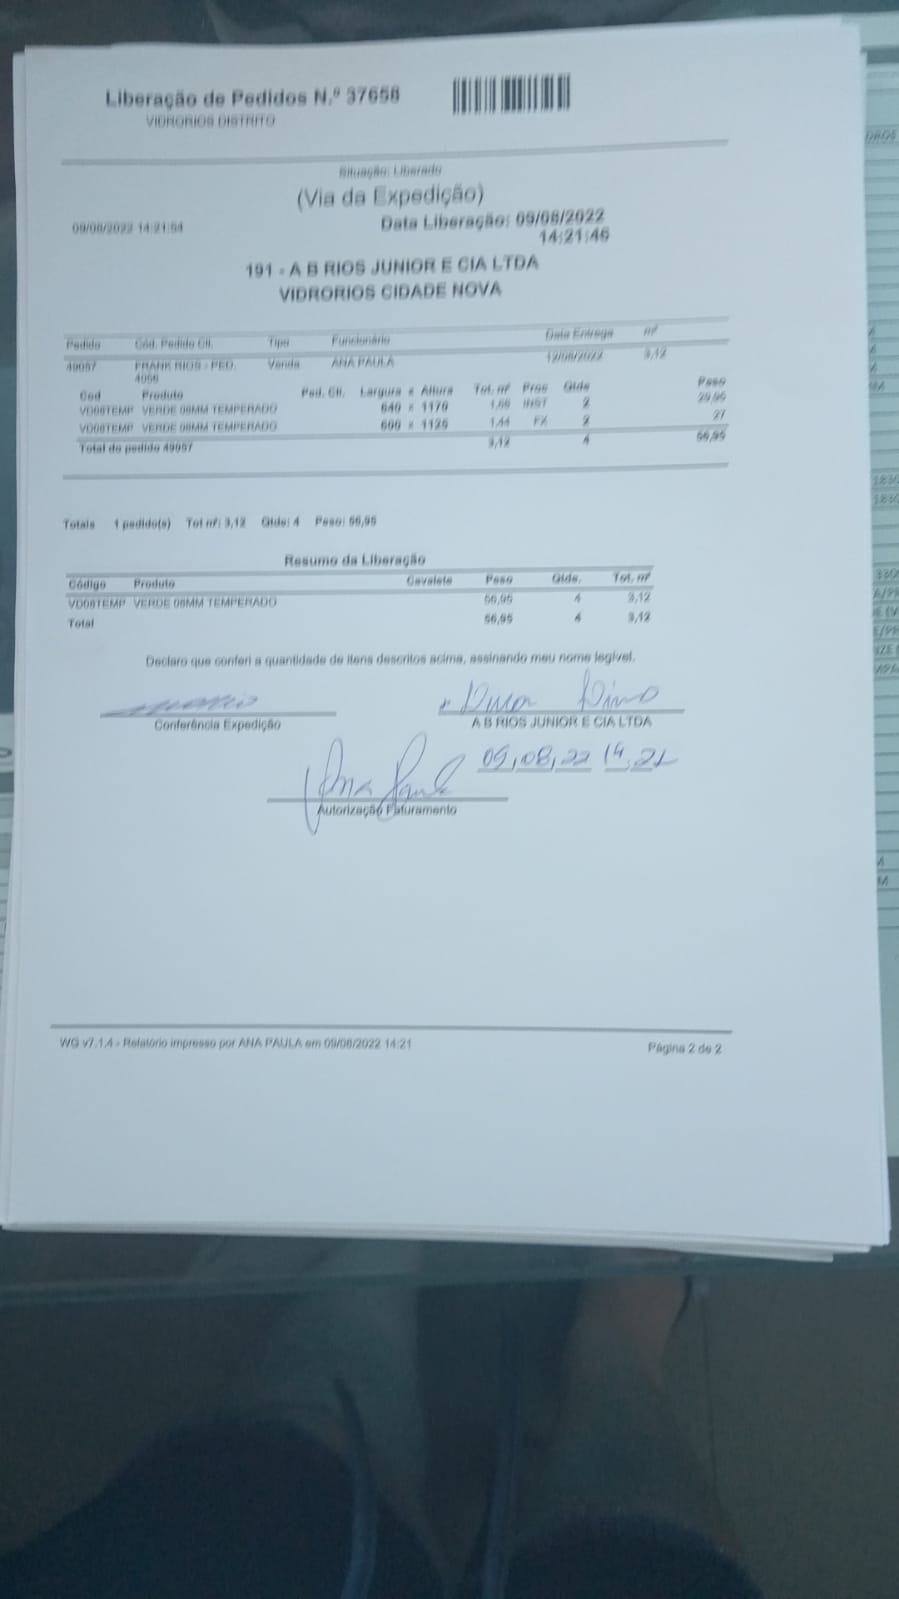 Liberação de Pedidos N.º 37658
VIDRORIOS DISTRITO
Situação: Liberado
(Via da Expedição)
09/08/2022 14:21:54 Data Liberação: 09/08/2022
14:21:46
191 - A B RIOS JUNIOR E CIA LTDA
VIDRORIOS CIDADE NOVA
Pedido Cód. Pedido Cli. Tipo Funcionário Data Entrega m²
49057 FRANK RIOS - PED. Venda ANA PAULA 12/08/2022 3,12
4056
Cod Produto Ped. Cli. Largura x Altura Tot. m² Proc Qtde Peso
VD08TEMP VERDE 08MM TEMPERADO 640 x 1170 1,68 INST 2 29,95
VD08TEMP VERDE 08MM TEMPERADO 600 x 1125 1,44 FX 2 27
Total do pedido 49057 3,12 4 56,95
Totais 1 pedido(s) Tot m²: 3,12 Qtde: 4 Peso: 56,95
Resumo da Liberação
Código Produto Cavalete Peso Qtde. Tot. m²
VD08TEMP VERDE 08MM TEMPERADO 56,95 4 3,12
Total 56,95 4 3,12
Declaro que conferi a quantidade de itens descritos acima, assinando meu nome legível.
Conferência Expedição A B RIOS JUNIOR E CIA LTDA
09,08,22 14,21
Ana Paula
Autorização Faturamento
WG v7.1.4 - Relatório impresso por ANA PAULA em 09/08/2022 14:21 Página 2 de 2